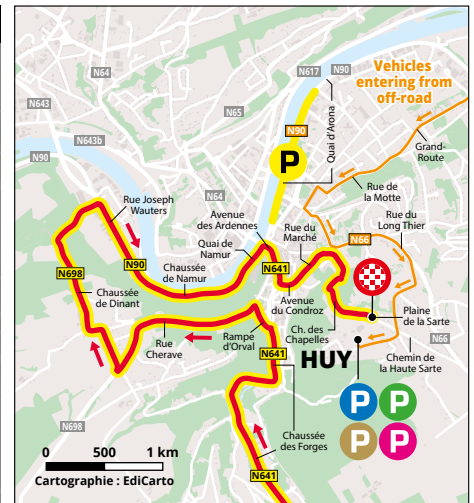 N90
N617
N64
Vehicles
entering from
off-road
N643
N65
N90
Quai d'Arona
P
Grand-
Route
N643b
N90
Rue de
la Motte
Rue Joseph
Wauters
N64
Avenue
des Ardennes
Rue du
Marché
Rue du
Long Thier
N66
Quai de
Namur
N698
N90
Chaussée
de Namur
N641
Chaussée
de Dinant
Avenue
du Condroz
Plaine
de la Sarte
Ch. des
Chapelles
Rue
Cherave
Rampe
d'Orval
N641
HUY
N66
Chemin de
la Haute Sarte
P P
P P
N698
Chaussée
des Forges
0 500 1 km
N641
Cartographie : EdiCarto